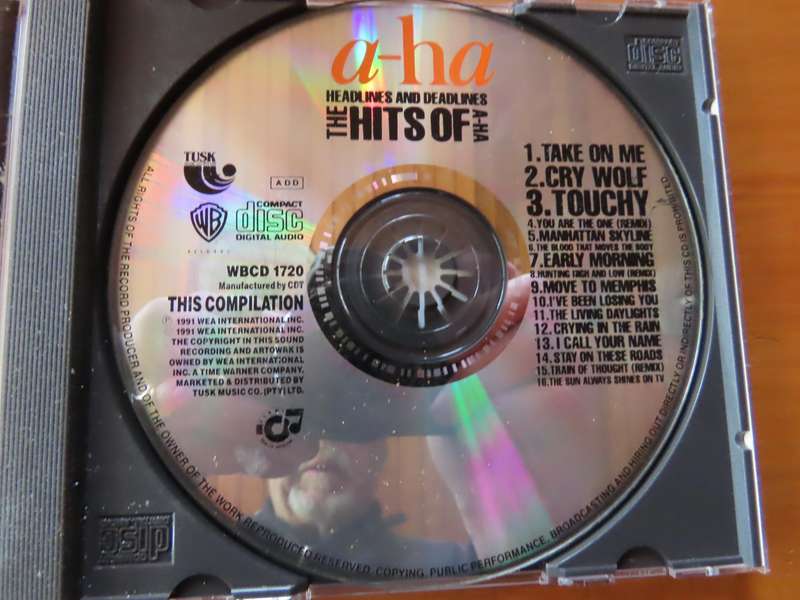 a-ha
HEADLINES AND DEADLINES
THE HITS OF A-HA
COMPACT
disc
DIGITAL AUDIO
TUSK
ADD
WB
RECORDS
COMPACT
disc
DIGITAL AUDIO
WBCD 1720
Manufactured by CDT
THIS COMPILATION
℗ 1991 WEA INTERNATIONAL INC.
1991 WEA INTERNATIONAL INC.
THE COPYRIGHT IN THIS SOUND
RECORDING AND ARTWORK IS
OWNED BY WEA INTERNATIONAL
INC. A TIME WARNER COMPANY.
MARKETED & DISTRIBUTED BY
TUSK MUSIC CO. (PTY) LTD.
1.TAKE ON ME
2.CRY WOLF
3.TOUCHY
4.YOU ARE THE ONE (REMIX)
5.MANHATTAN SKYLINE
6. THE BLOOD THAT MOVES THE BODY
7.EARLY MORNING
8.HUNTING HIGH AND LOW (REMIX)
9.MOVE TO MEMPHIS
10.I'VE BEEN LOSING YOU
11.THE LIVING DAYLIGHTS
12. CRYING IN THE RAIN
13. I CALL YOUR NAME
14. STAY ON THESE ROADS
15.TRAIN OF THOUGHT (REMIX)
16. THE SUN ALWAYS SHINES ON TV
ALL RIGHTS OF THE RECORD PRODUCER AND OF THE OWNER OF THE WORK REPRODUCED RESERVED. COPYING, PUBLIC PERFORMANCE, BROADCASTING AND HIRING OUT DIRECTLY OR INDIRECTLY OF THIS CD IS PROHIBITED
disc